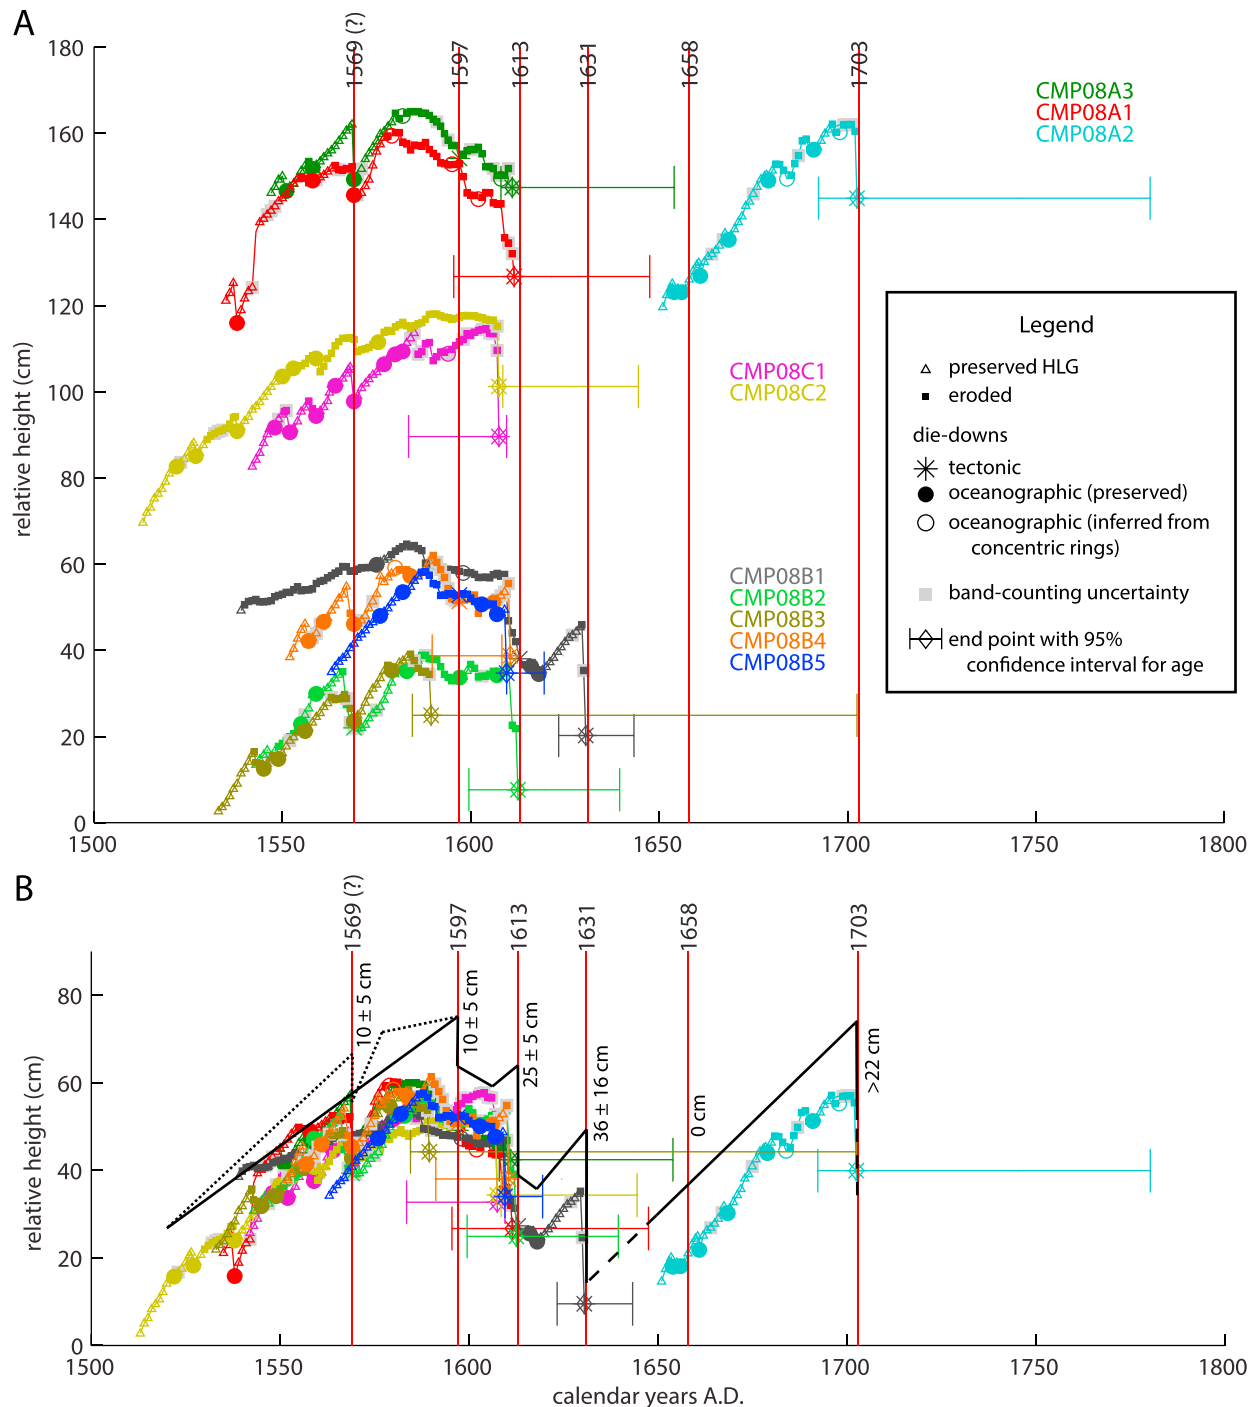 A
1569 (?)
1597
1613
1631
1658
1703
180
160
140
120
100
80
60
40
20
0
relative height (cm)
1500
1550
1600
1650
1700
1750
1800
CMP08A3
CMP08A1
CMP08A2
CMP08C1
CMP08C2
CMP08B1
CMP08B2
CMP08B3
CMP08B4
CMP08B5
Legend
preserved HLG
eroded
die-downs
tectonic
oceanographic (preserved)
oceanographic (inferred from
concentric rings)
band-counting uncertainty
end point with 95%
confidence interval for age
B
1569 (?)
1597
1613
1631
1658
1703
10 ± 5 cm
10 ± 5 cm
25 ± 5 cm
36 ± 16 cm
0 cm
>22 cm
80
60
40
20
0
relative height (cm)
1500
1550
1600
1650
1700
1750
1800
calendar years A.D.